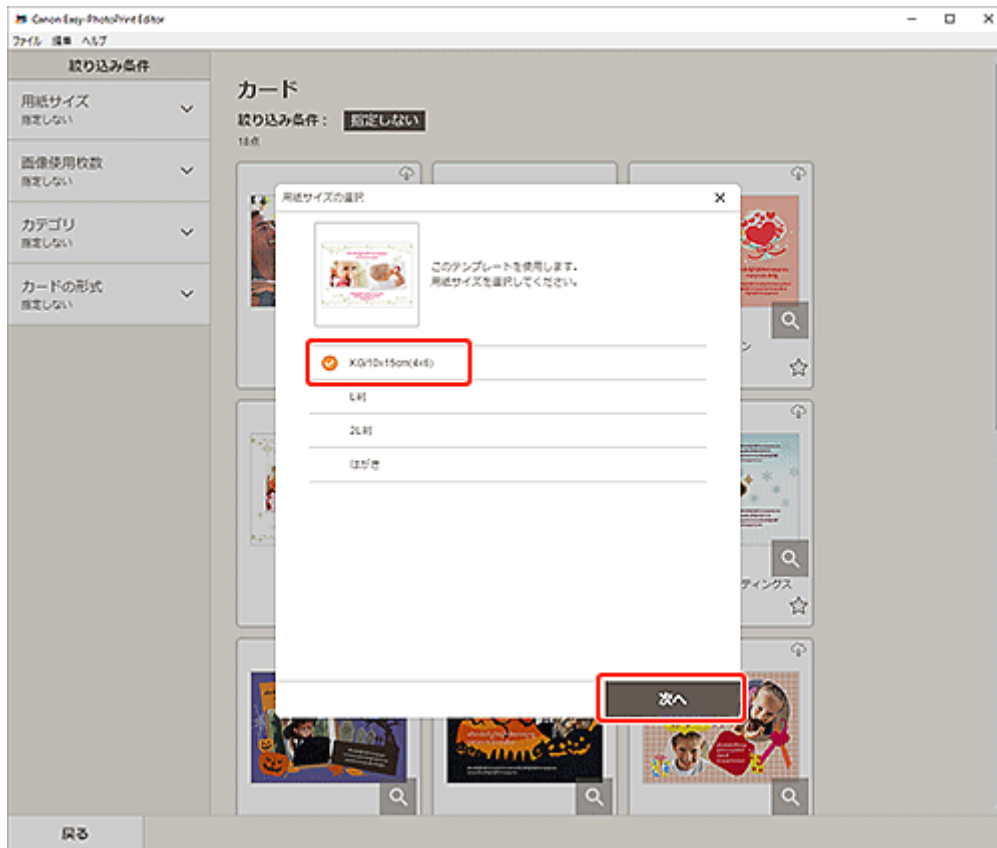 Canon Easy-PhotoPrint Editor
ファイル 編集 ヘルプ
絞り込み条件
用紙サイズ
指定しない
画像使用枚数
指定しない
カテゴリ
指定しない
カードの形式
指定しない
カード
絞り込み条件： 指定しない
18点
用紙サイズの選択
このテンプレートを使用します。
用紙サイズを選択してください。
KG/10x15cm(4x6)
L判
2L判
はがき
次へ
ン
ティングス
戻る